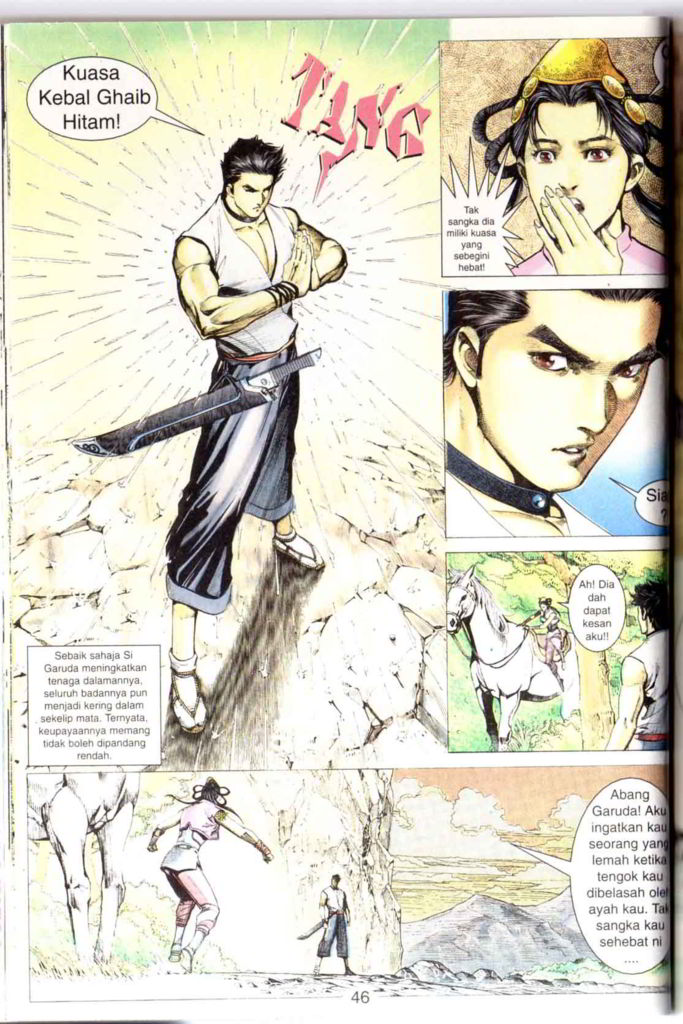 Kuasa
Kebal Ghaib
Hitam!
TANG
Tak
sangka dia
miliki kuasa
yang
sebegini
hebat!
Sia
?
Ah! Dia
dah
dapat
kesan
aku!!
Sebaik sahaja Si
Garuda meningkatkan
tenaga dalamannya,
seluruh badannya pun
menjadi kering dalam
sekelip mata. Ternyata,
keupayaannya memang
tidak boleh dipandang
rendah.
Abang
Garuda! Aku
ingatkan kau
seorang yang
lemah ketika
tengok kau
dibelasah oleh
ayah kau. Tak
sangka kau
sehebat ni
....
46